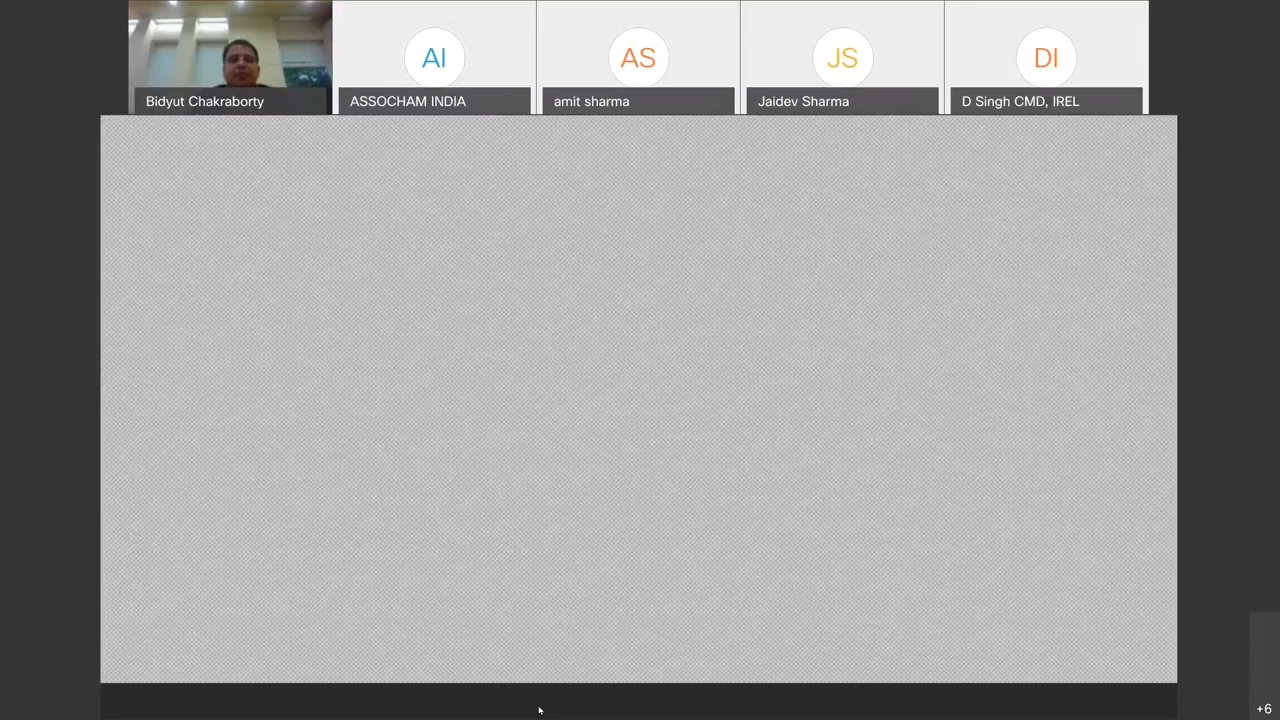 AI
AS
JS
DI
Bidyut Chakraborty
ASSOCHAM INDIA
amit sharma
Jaidev Sharma
D Singh CMD, IREL
+6